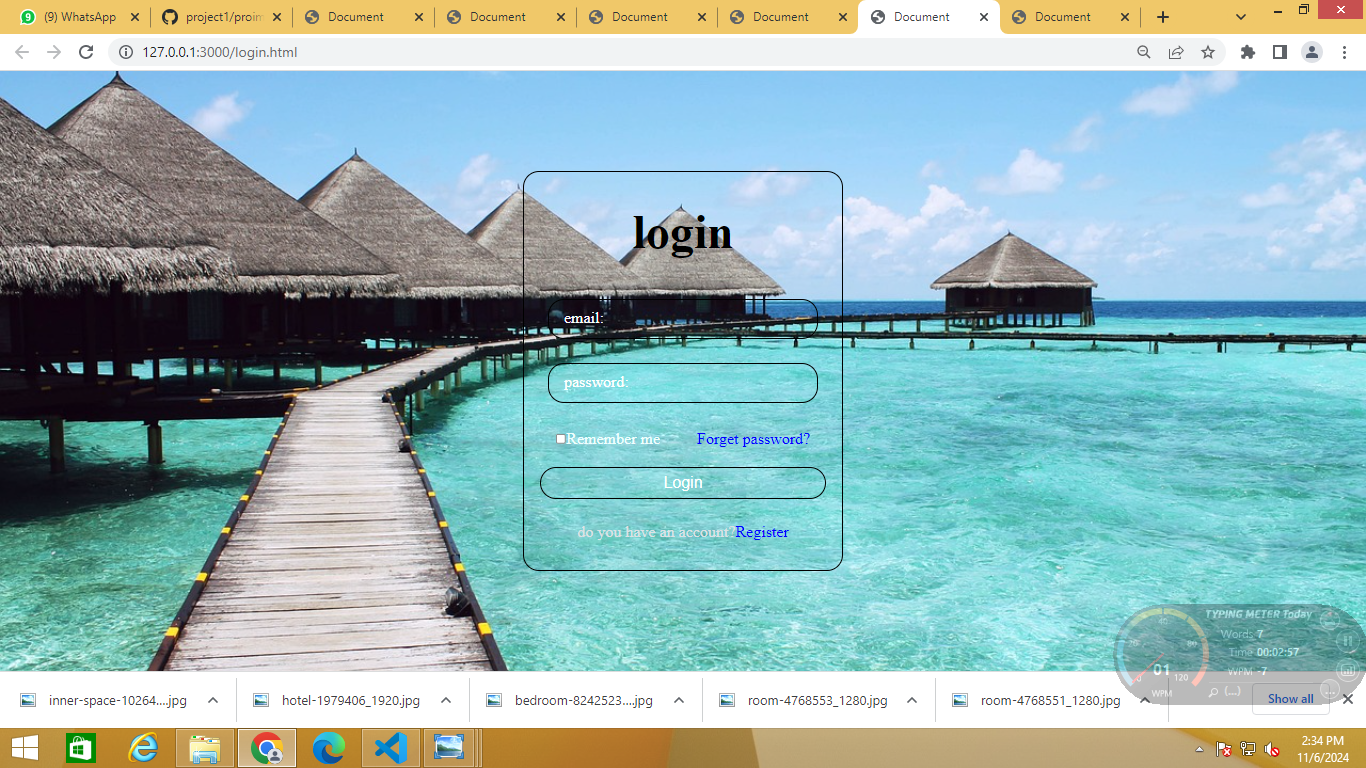 (9) WhatsApp
project1/proim
Document
Document
Document
Document
Document
Document
127.0.0.1:3000/login.html
login
email:
password:
Remember me
Forget password?
Login
do you have an account?Register
TYPING METER Today
Words 7
Time 00:02:57
WPM -7
40
80
0
120
01
WPM
(...)
inner-space-10264....jpg
hotel-1979406_1920.jpg
bedroom-8242523....jpg
room-4768553_1280.jpg
room-4768551_1280.jpg
Show all
2:34 PM
11/6/2024